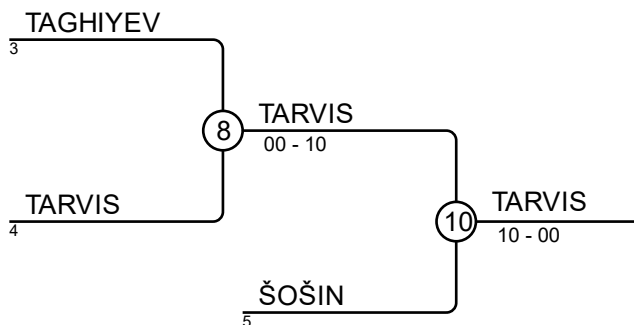 TAGHIYEV
3
8
TARVIS
00 - 10
TARVIS
4
10
TARVIS
10 - 00
ŠOŠIN
5